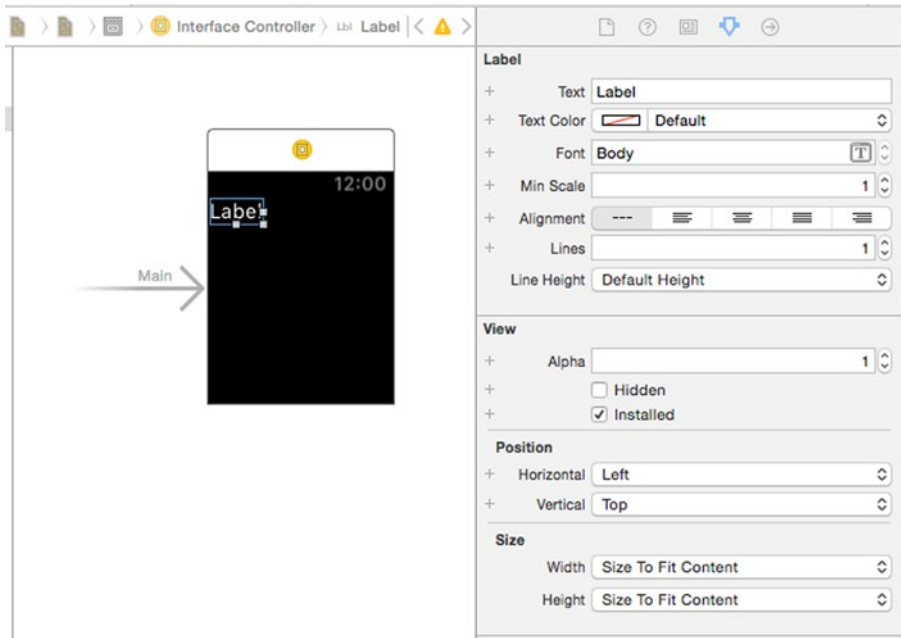 Interface Controller Lbl Label
Label
Text Label
Text Color Default
Font Body T
Min Scale 1
Alignment ---
Lines 1
Line Height Default Height
12:00
Label
Main
View
Alpha 1
Hidden
Installed
Position
Horizontal Left
Vertical Top
Size
Width Size To Fit Content
Height Size To Fit Content